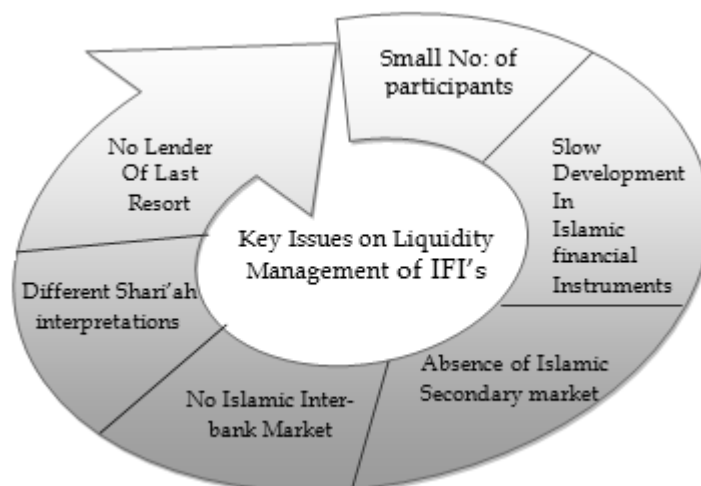 Small No: of
participants
Slow
Development
In
Islamic
financial
Instruments
Absence of Islamic
Secondary market
No Islamic Inter-
bank Market
Different Shari'ah
interpretations
No Lender
Of Last
Resort
Key Issues on Liquidity
Management of IFI's